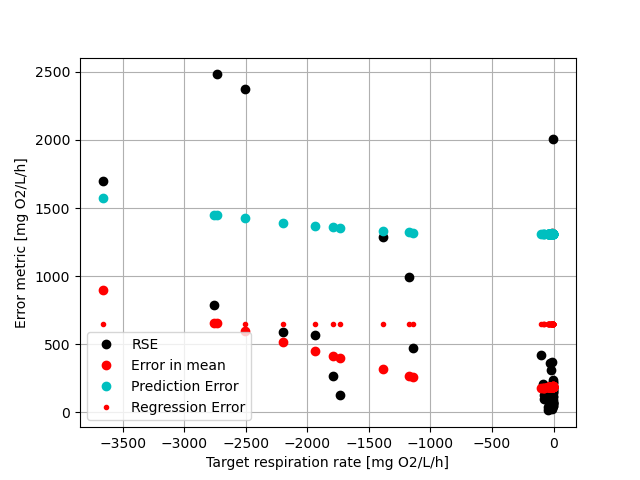 2500
2000
1500
1000
500
0
Error metric [mg O2/L/h]
RSE
Error in mean
Prediction Error
Regression Error
−3500 −3000 −2500 −2000 −1500 −1000 −500 0
Target respiration rate [mg O2/L/h]